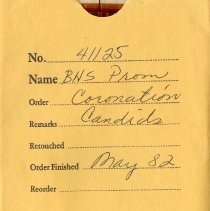 No. 41125
Name BHS Prom
Order Coronation
Remarks Candids
Retouched
Order Finished May 82
Reorder